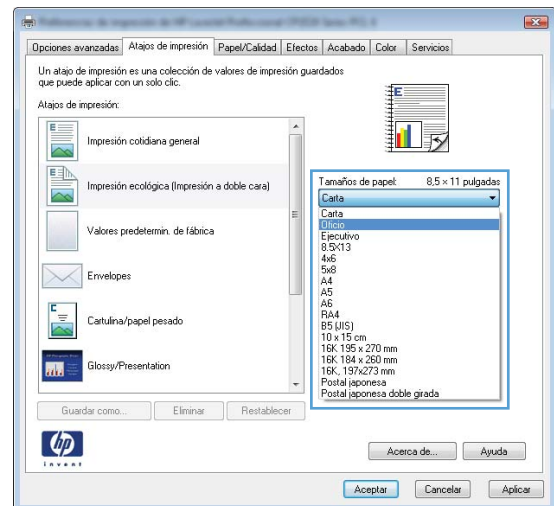 Opciones avanzadas Atajos de impresión Papel/Calidad Efectos Acabado Color Servicios
Un atajo de impresión es una colección de valores de impresión guardados
que puede aplicar con un solo clic.
Atajos de impresión:
Impresión cotidiana general
Impresión ecológica (Impresión a doble cara)
Valores predetermin. de fábrica
Envelopes
Cartulina/papel pesado
Glossy/Presentation
Guardar como... Eliminar Restablecer
E
Tamaños de papel: 8,5 × 11 pulgadas
Carta
Carta
Oficio
Ejecutivo
8.5X13
4x6
5x8
A4
A5
A6
RA4
B5 (JIS)
10 x 15 cm
16K 195 x 270 mm
16K 184 x 260 mm
16K, 197x273 mm
Postal japonesa
Postal japonesa doble girada
hp
invent
Acerca de... Ayuda
Aceptar Cancelar Aplicar